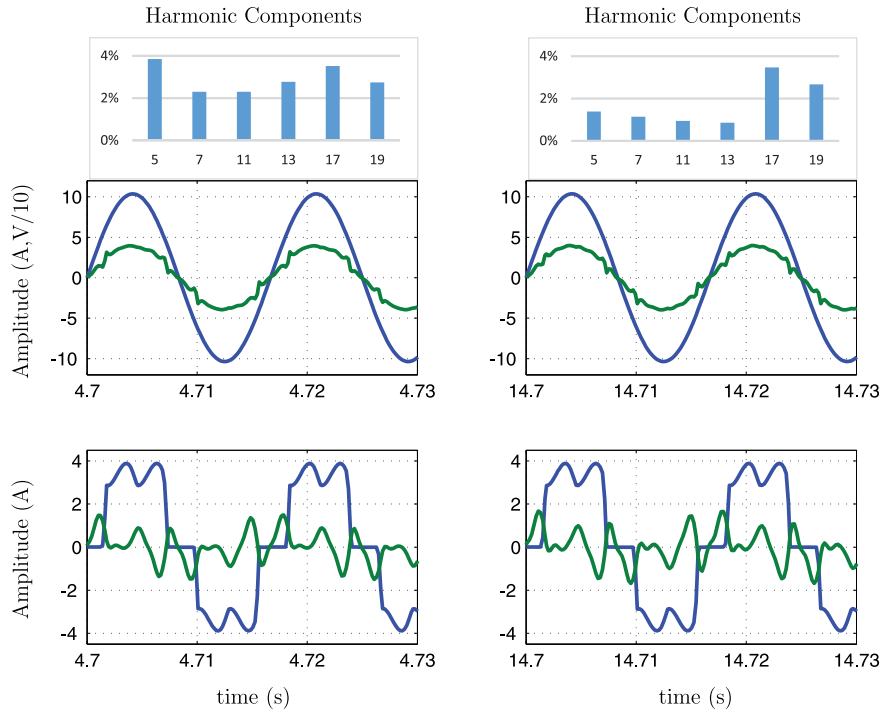 Harmonic Components
4%
2%
0%
5 7 11 13 17 19
Amplitude (A,V/10)
10
5
0
-5
-10
4.7 4.71 4.72 4.73
Amplitude (A)
4
2
0
-2
-4
4.7 4.71 4.72 4.73
time (s)
Harmonic Components
4%
2%
0%
5 7 11 13 17 19
10
5
0
-5
-10
14.7 14.71 14.72 14.73
4
2
0
-2
-4
14.7 14.71 14.72 14.73
time (s)